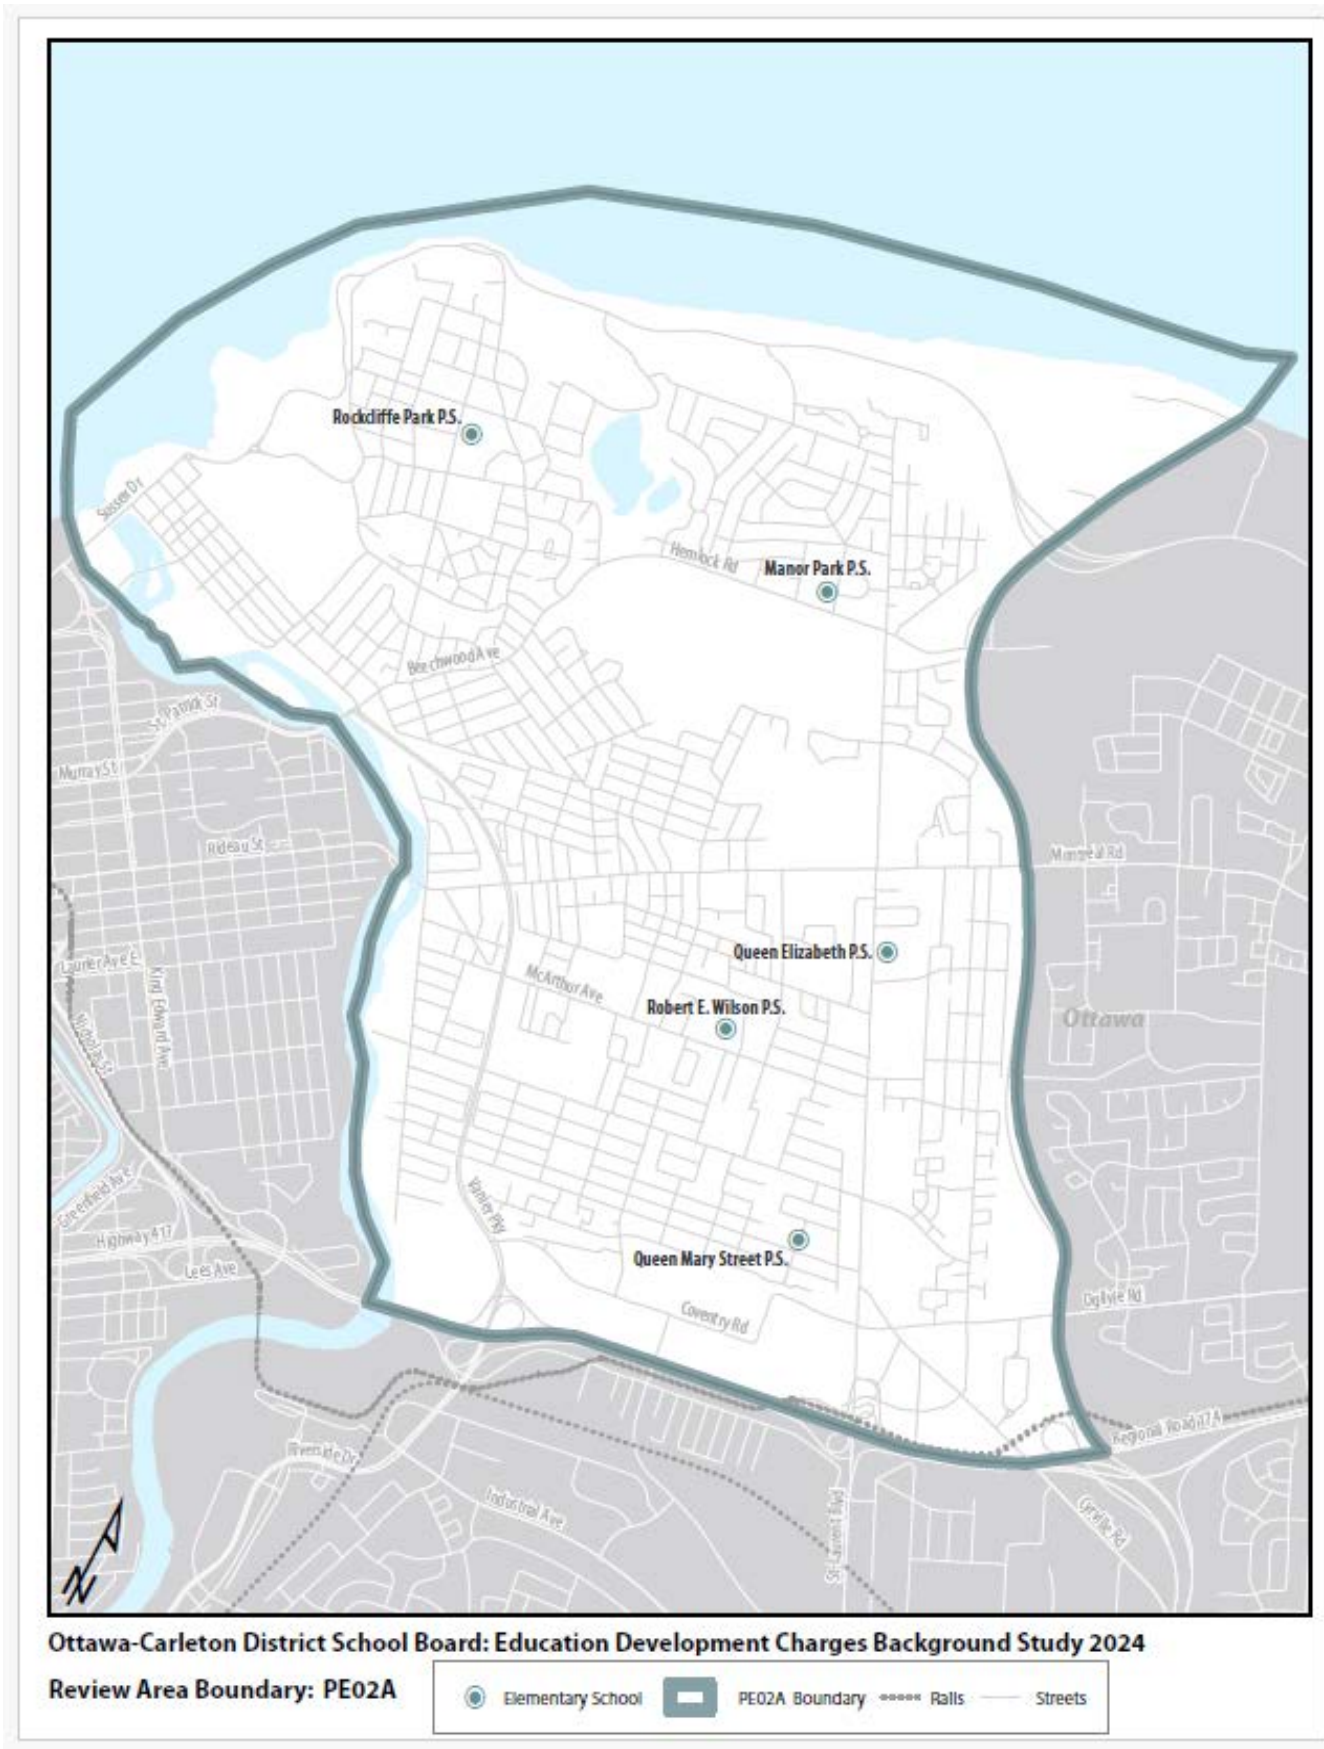 Rockcliffe Park P.S.
Sussex Dr
Hemlock Rd
Manor Park P.S.
Beechwood Ave
St. Patrick St
Murray St
Rideau St
Montreal Rd
Queen Elizabeth P.S.
Laurier Ave E
King Edward Ave
McArthur Ave
Robert E. Wilson P.S.
Nicholas St
Ottawa
Greenfield Ave
Vanier Pky
Highway 417
Queen Mary Street P.S.
Lees Ave
Ogilvie Rd
Coventry Rd
Regional Road 174
Riverside Dr
Industrial Ave
St. Laurent Blvd
Cyrville Rd
N
Ottawa-Carleton District School Board: Education Development Charges Background Study 2024
Review Area Boundary: PE02A
Elementary School PE02A Boundary Rails Streets